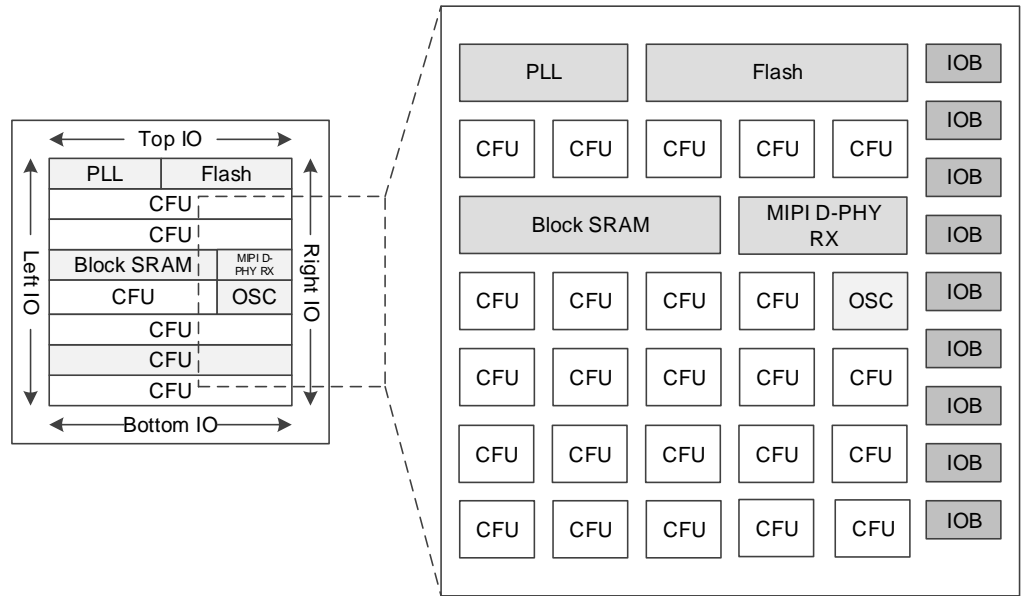 Top IO
PLL Flash
CFU
CFU
Block SRAM MIPI D-
PHY RX
CFU OSC
CFU
CFU
CFU
Left IO
Right IO
Bottom IO
PLL Flash IOB
IOB
CFU CFU CFU CFU CFU
IOB
Block SRAM MIPI D-PHY
RX
IOB
CFU CFU CFU CFU OSC IOB
IOB
CFU CFU CFU CFU CFU
IOB
CFU CFU CFU CFU CFU IOB
CFU CFU CFU CFU CFU IOB